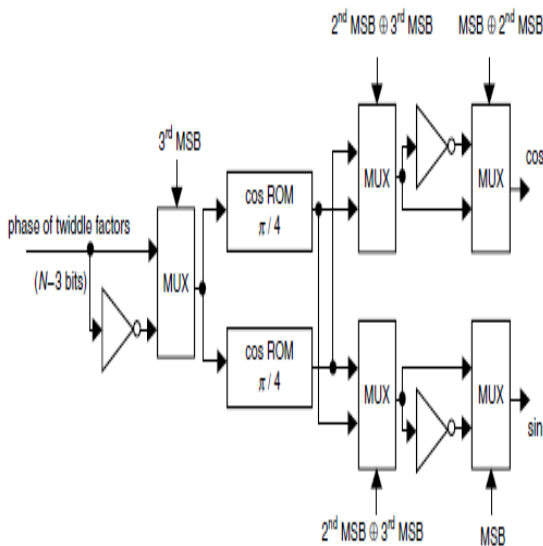 2nd MSB ⊕ 3rd MSB
MSB ⊕ 2nd MSB
3rd MSB
MUX
MUX
cos
cos ROM
π / 4
phase of twiddle factors
(N–3 bits)
MUX
cos ROM
π / 4
MUX
MUX
sin
2nd MSB ⊕ 3rd MSB
MSB